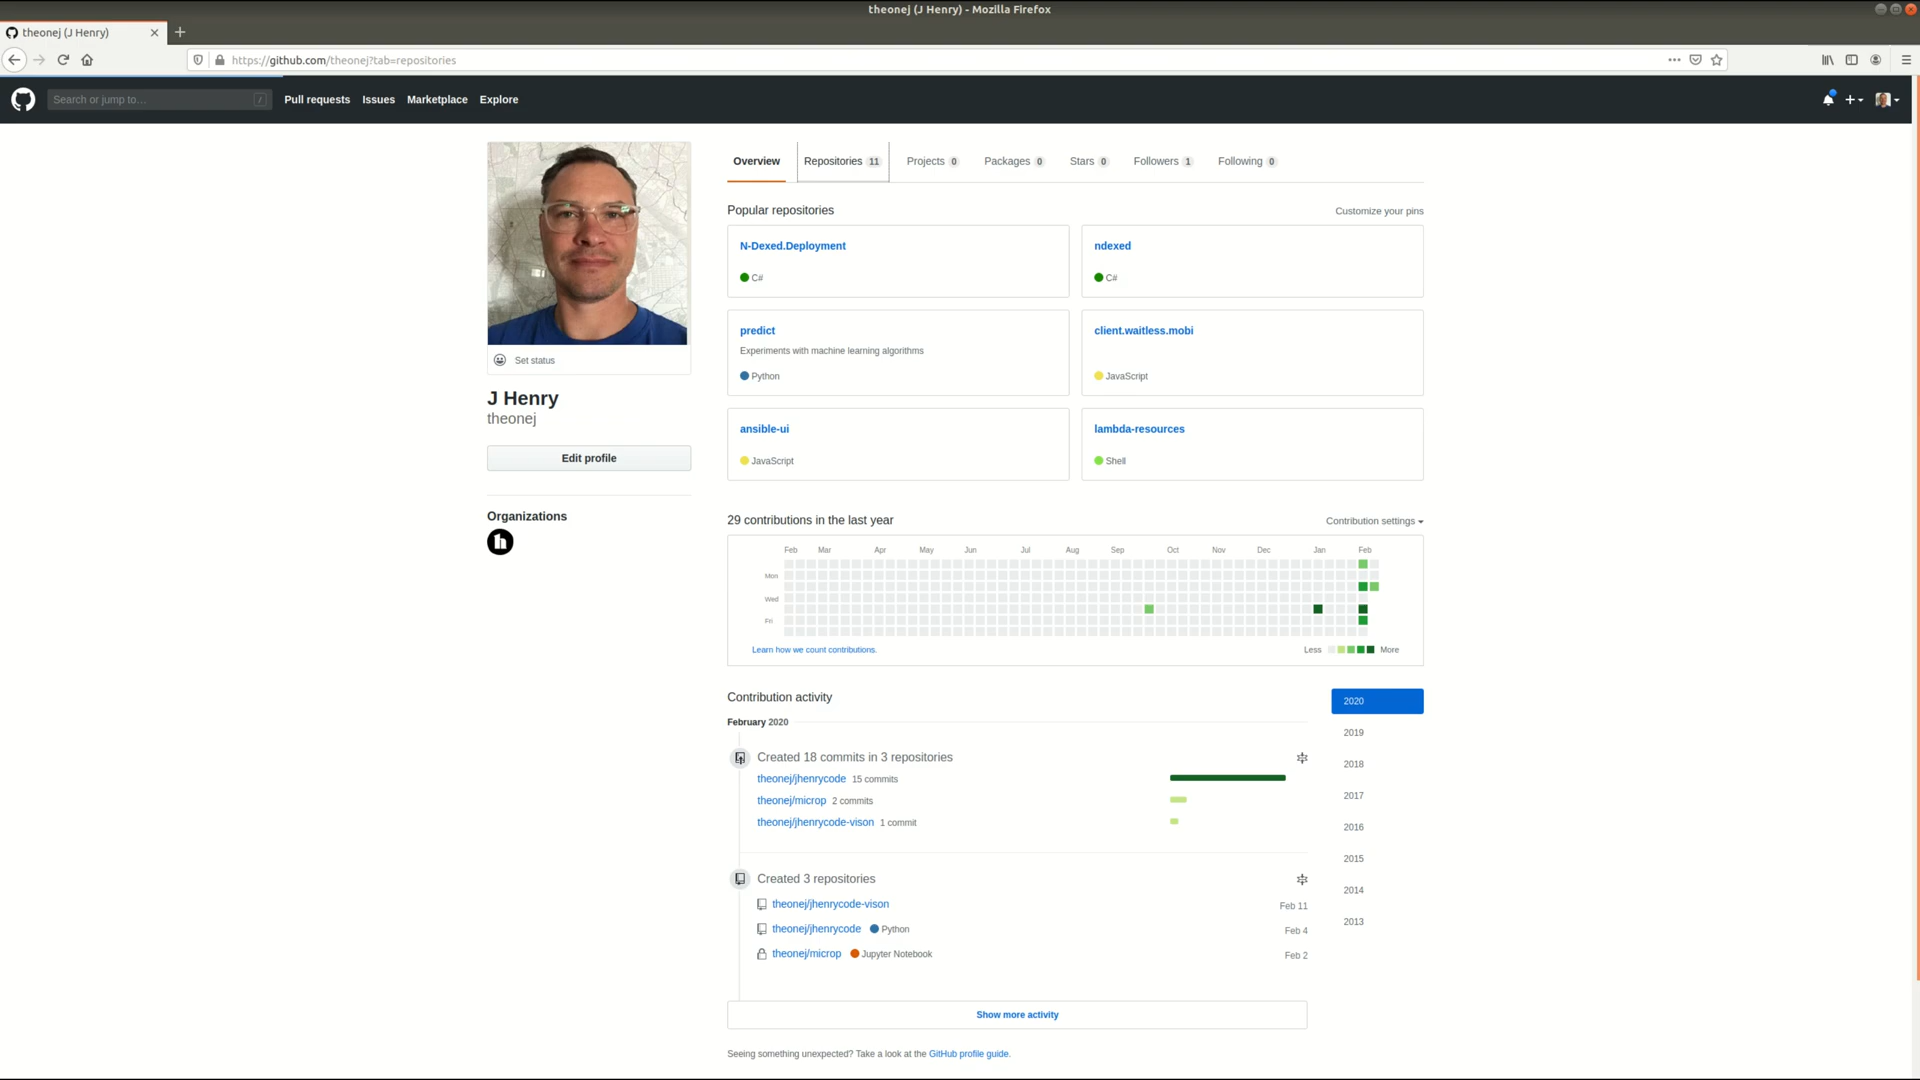 theonej (J Henry) - Mozilla Firefox
theonej (J Henry)
https://github.com/theonej?tab=repositories
Search or jump to…
/
Pull requests
Issues
Marketplace
Explore
Set status
J Henry
theonej
Edit profile
Organizations
Overview
Repositories 11
Projects 0
Packages 0
Stars 0
Followers 1
Following 0
Popular repositories
Customize your pins
N-Dexed.Deployment
C#
ndexed
C#
predict
Experiments with machine learning algorithms
Python
client.waitless.mobi
JavaScript
ansible-ui
JavaScript
lambda-resources
Shell
29 contributions in the last year
Contribution settings
Feb Mar Apr May Jun Jul Aug Sep Oct Nov Dec Jan Feb
Mon
Wed
Fri
Learn how we count contributions.
Less
More
Contribution activity
February 2020
Created 18 commits in 3 repositories
theonej/jhenrycode 15 commits
theonej/microp 2 commits
theonej/jhenrycode-vison 1 commit
Created 3 repositories
theonej/jhenrycode-vison
Feb 11
theonej/jhenrycode Python
Feb 4
theonej/microp Jupyter Notebook
Feb 2
Show more activity
Seeing something unexpected? Take a look at the GitHub profile guide.
2020
2019
2018
2017
2016
2015
2014
2013